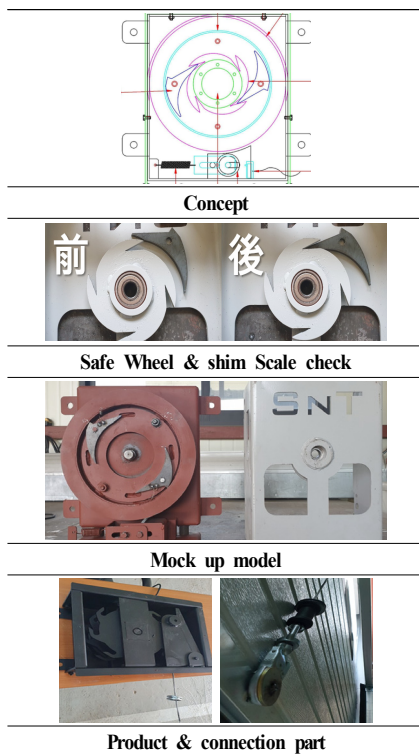 Concept
前 後
Safe Wheel & shim Scale check
SNT
Mock up model
Product & connection part